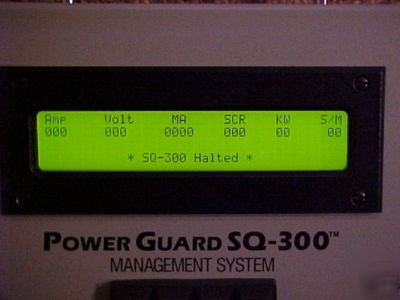 Amp Volt MA SCR KW S/M
000 000 0000 000 00 00
* SQ-300 Halted *
POWER GUARD SQ-300™
MANAGEMENT SYSTEM